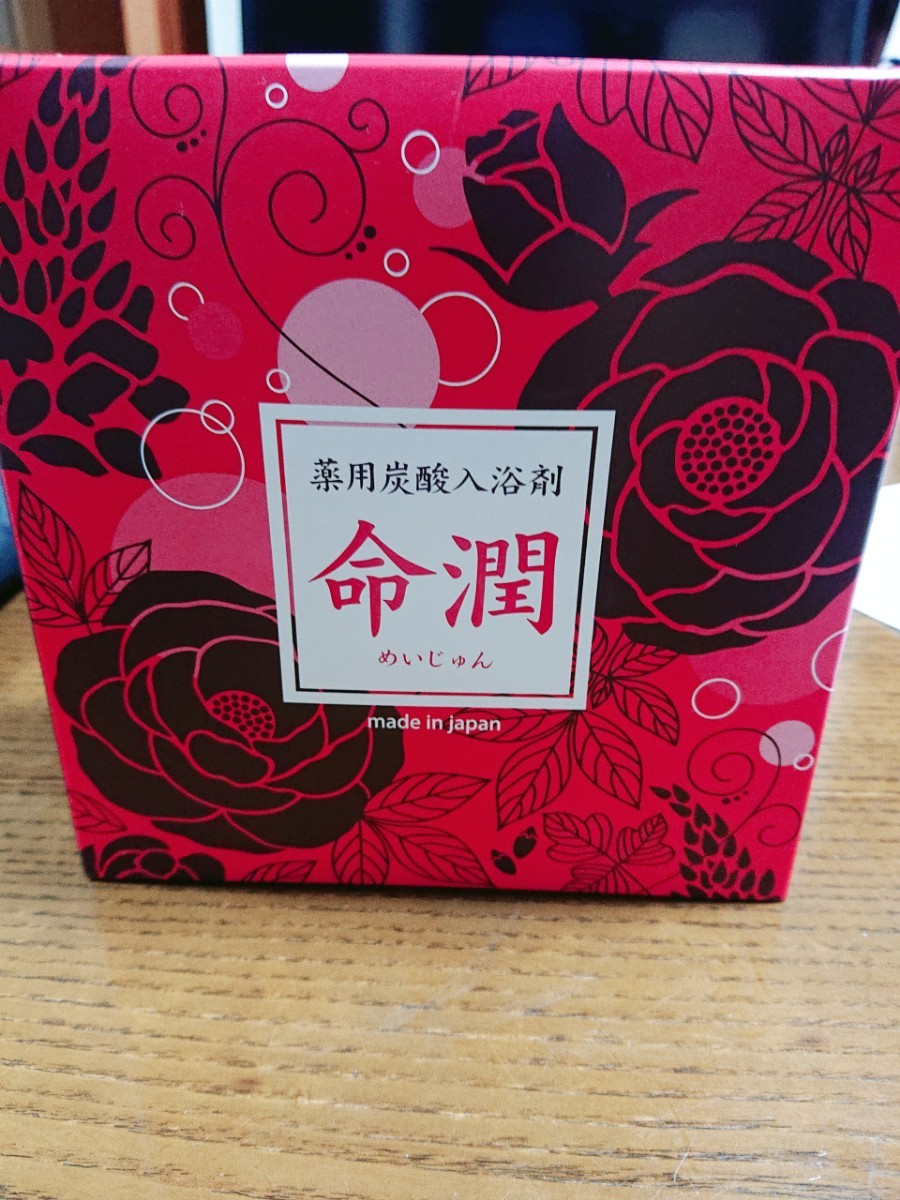 薬用炭酸入浴剤
命潤
めいじゅん
made in japan